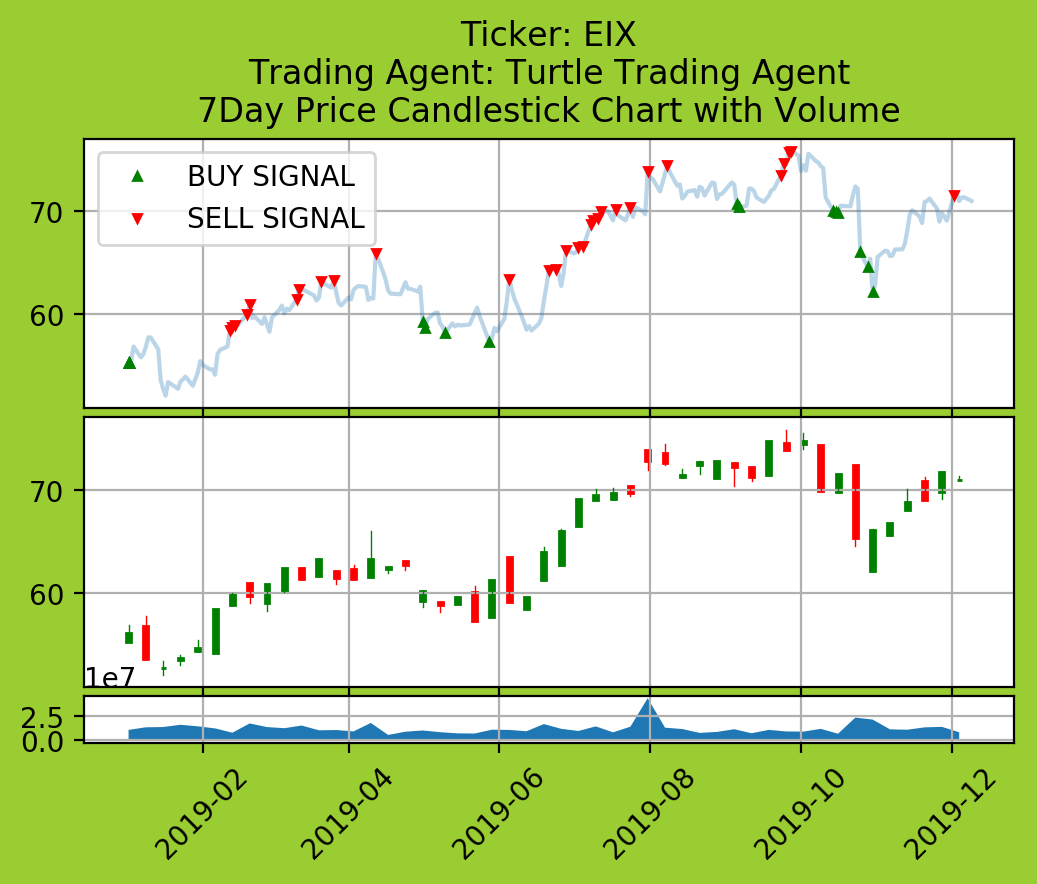 Ticker: EIX
Trading Agent: Turtle Trading Agent
7Day Price Candlestick Chart with Volume
BUY SIGNAL
SELL SIGNAL
70
60
70
60
1e7
2.5
0.0
2019-02
2019-04
2019-06
2019-08
2019-10
2019-12